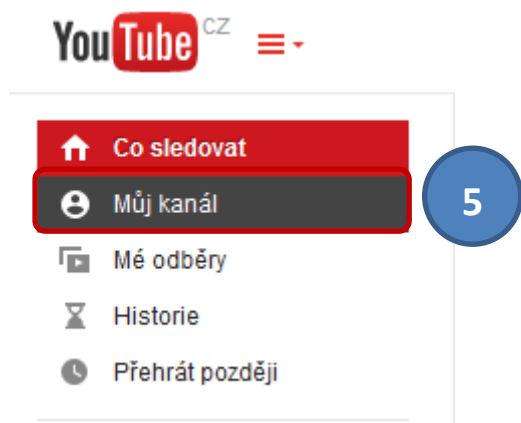 YouTube CZ
Co sledovat
Můj kanál
5
Mé odběry
Historie
Přehrát později